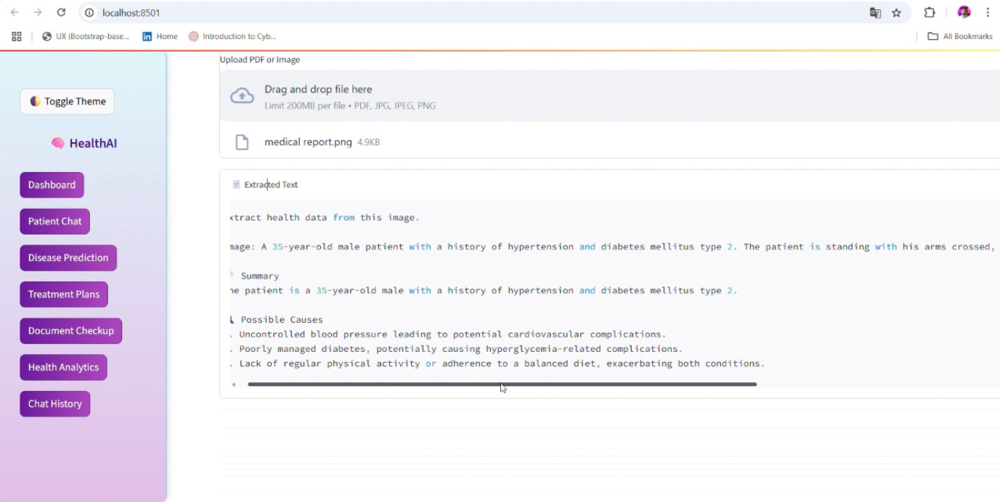 localhost:8501
UX (Bootstrap-base...
Home
Introduction to Cyb...
All Bookmarks
Toggle Theme
HealthAI
Dashboard
Patient Chat
Disease Prediction
Treatment Plans
Document Checkup
Health Analytics
Chat History
Upload PDF or Image
Drag and drop file here
Limit 200MB per file • PDF, JPG, JPEG, PNG
medical report.png 4.9KB
Extracted Text
xtract health data from this image.
mage: A 35-year-old male patient with a history of hypertension and diabetes mellitus type 2. The patient is standing with his arms crossed,
Summary
he patient is a 35-year-old male with a history of hypertension and diabetes mellitus type 2.
Possible Causes
. Uncontrolled blood pressure leading to potential cardiovascular complications.
. Poorly managed diabetes, potentially causing hyperglycemia-related complications.
. Lack of regular physical activity or adherence to a balanced diet, exacerbating both conditions.